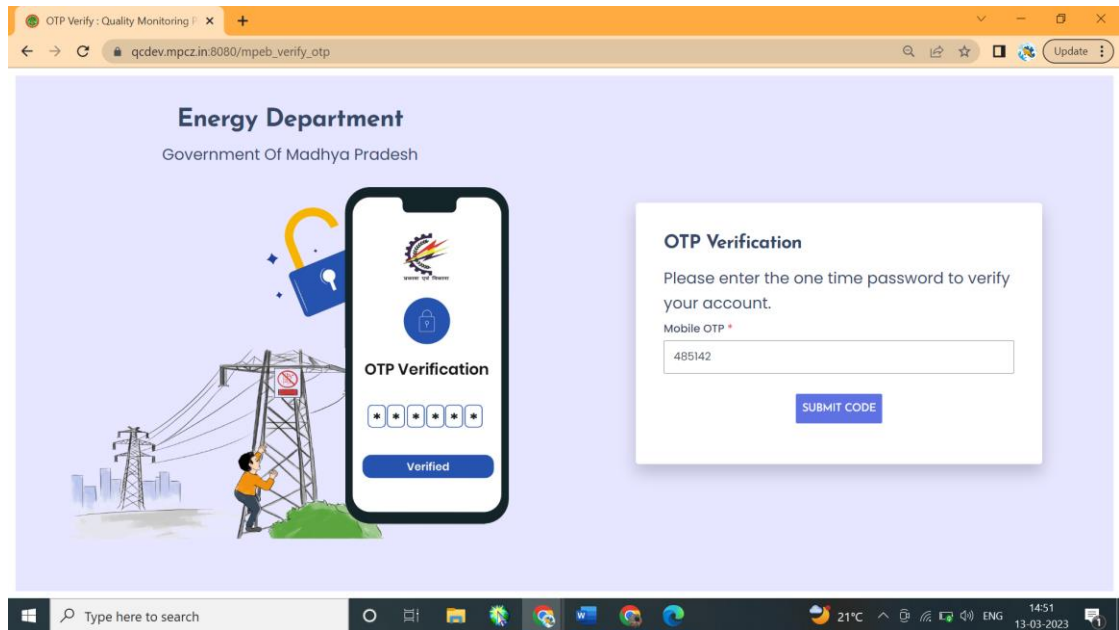 OTP Verify : Quality Monitoring P
qcdev.mpcz.in:8080/mpeb_verify_otp
Update
Energy Department
Government Of Madhya Pradesh
OTP Verification
* * * * * *
Verified
OTP Verification
Please enter the one time password to verify
your account.
Mobile OTP *
485142
SUBMIT CODE
Type here to search
21°C
ENG
14:51
13-03-2023
1